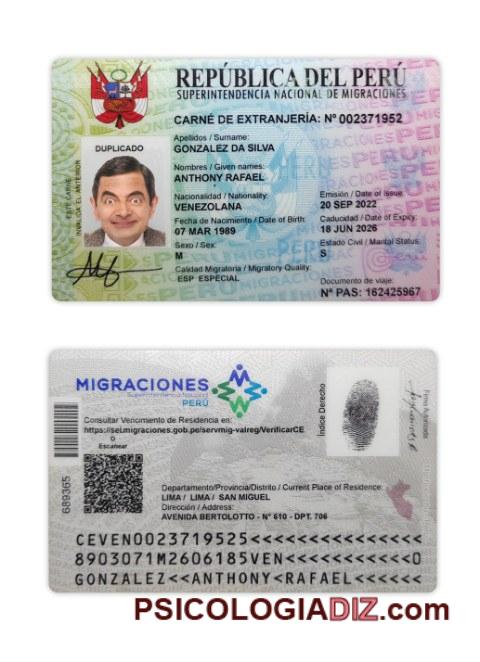 REPÚBLICA DEL PERÚ
SUPERINTENDENCIA NACIONAL DE MIGRACIONES
CARNÉ DE EXTRANJERÍA: Nº 002371952
Apellidos / Surname:
DUPLICADO
GONZALEZ DA SILVA
Nombres / Given names:
ANTHONY RAFAEL
ESTE CARNÉ
INVALIDA EL ANTERIOR
Nacionalidad / Nationality:
Emisión / Date of Issue:
VENEZOLANA
20 SEP 2022
Fecha de Nacimiento / Date of Birth:
Caducidad / Date of Expiry:
07 MAR 1989
18 JUN 2026
Sexo / Sex:
Estado Civil / Marital Status:
M
S
Calidad Migratoria / Migratory Quality:
ESP ESPECIAL
Documento de viaje:
Nº PAS: 162425967
MIGRACIONES
Superintendencia Nacional
PERÚ
Consultar Vencimiento de Residencia en:
https://sei.migraciones.gob.pe/servmig-valreg/VerificarCE
O
Escanear
Índice Derecho
Firma Autorizada
689365
Departamento/Provincia/Distrito / Current Place of Residence:
LIMA / LIMA / SAN MIGUEL
Dirección / Address:
AVENIDA BERTOLOTTO - Nº 610 - DPT. 706
CEVEN0023719525<<<<<<<<<<<<<<<
8903071M2606185VEN<<<<<<<<<<<0
GONZALEZ<<ANTHONY<RAFAEL<<<<<<
PSICOLOGIADIZ.com